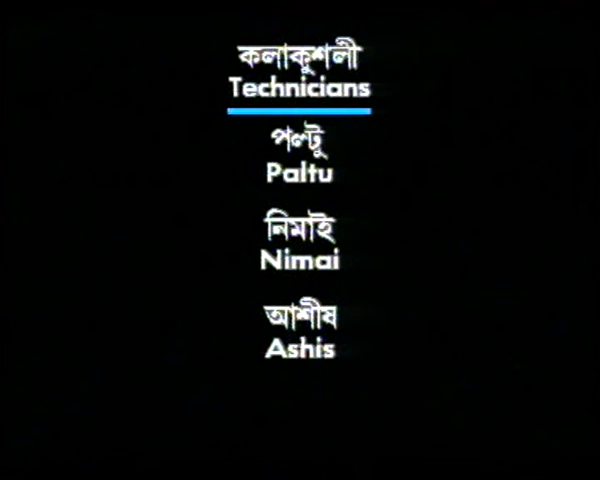 কলাকুশলী
Technicians
পল্টু
Paltu
নিমাই
Nimai
আশীষ
Ashis